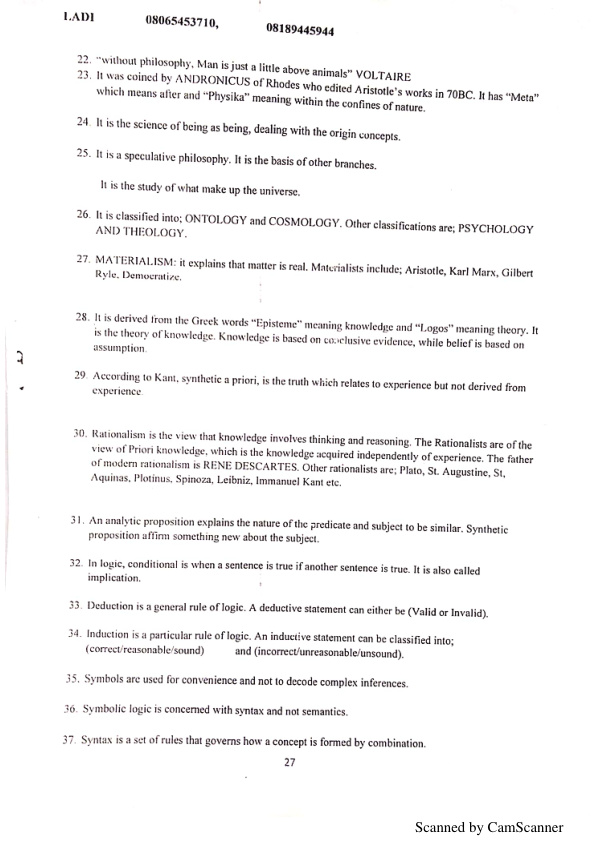 LADI 08065453710, 08189445944
22. "without philosophy, Man is just a little above animals" VOLTAIRE
23. It was coined by ANDRONICUS of Rhodes who edited Aristotle's works in 70BC. It has "Meta"
which means after and "Physika" meaning within the confines of nature.
24. It is the science of being as being, dealing with the origin concepts.
25. It is a speculative philosophy. It is the basis of other branches.
It is the study of what make up the universe.
26. It is classified into; ONTOLOGY and COSMOLOGY. Other classifications are; PSYCHOLOGY
AND THEOLOGY.
27. MATERIALISM: it explains that matter is real. Materialists include; Aristotle, Karl Marx, Gilbert
Ryle, Democratize.
28. It is derived from the Greek words "Episteme" meaning knowledge and "Logos" meaning theory. It
is the theory of knowledge. Knowledge is based on conclusive evidence, while belief is based on
assumption.
29. According to Kant, synthetic a priori, is the truth which relates to experience but not derived from
experience.
30. Rationalism is the view that knowledge involves thinking and reasoning. The Rationalists are of the
view of Priori knowledge, which is the knowledge acquired independently of experience. The father
of modern rationalism is RENE DESCARTES. Other rationalists are; Plato, St. Augustine, St,
Aquinas, Plotinus, Spinoza, Leibniz, Immanuel Kant etc.
31. An analytic proposition explains the nature of the predicate and subject to be similar. Synthetic
proposition affirm something new about the subject.
32. In logic, conditional is when a sentence is true if another sentence is true. It is also called
implication.
33. Deduction is a general rule of logic. A deductive statement can either be (Valid or Invalid).
34. Induction is a particular rule of logic. An inductive statement can be classified into;
(correct/reasonable/sound) and (incorrect/unreasonable/unsound).
35. Symbols are used for convenience and not to decode complex inferences.
36. Symbolic logic is concerned with syntax and not semantics.
37. Syntax is a set of rules that governs how a concept is formed by combination.
27
Scanned by CamScanner